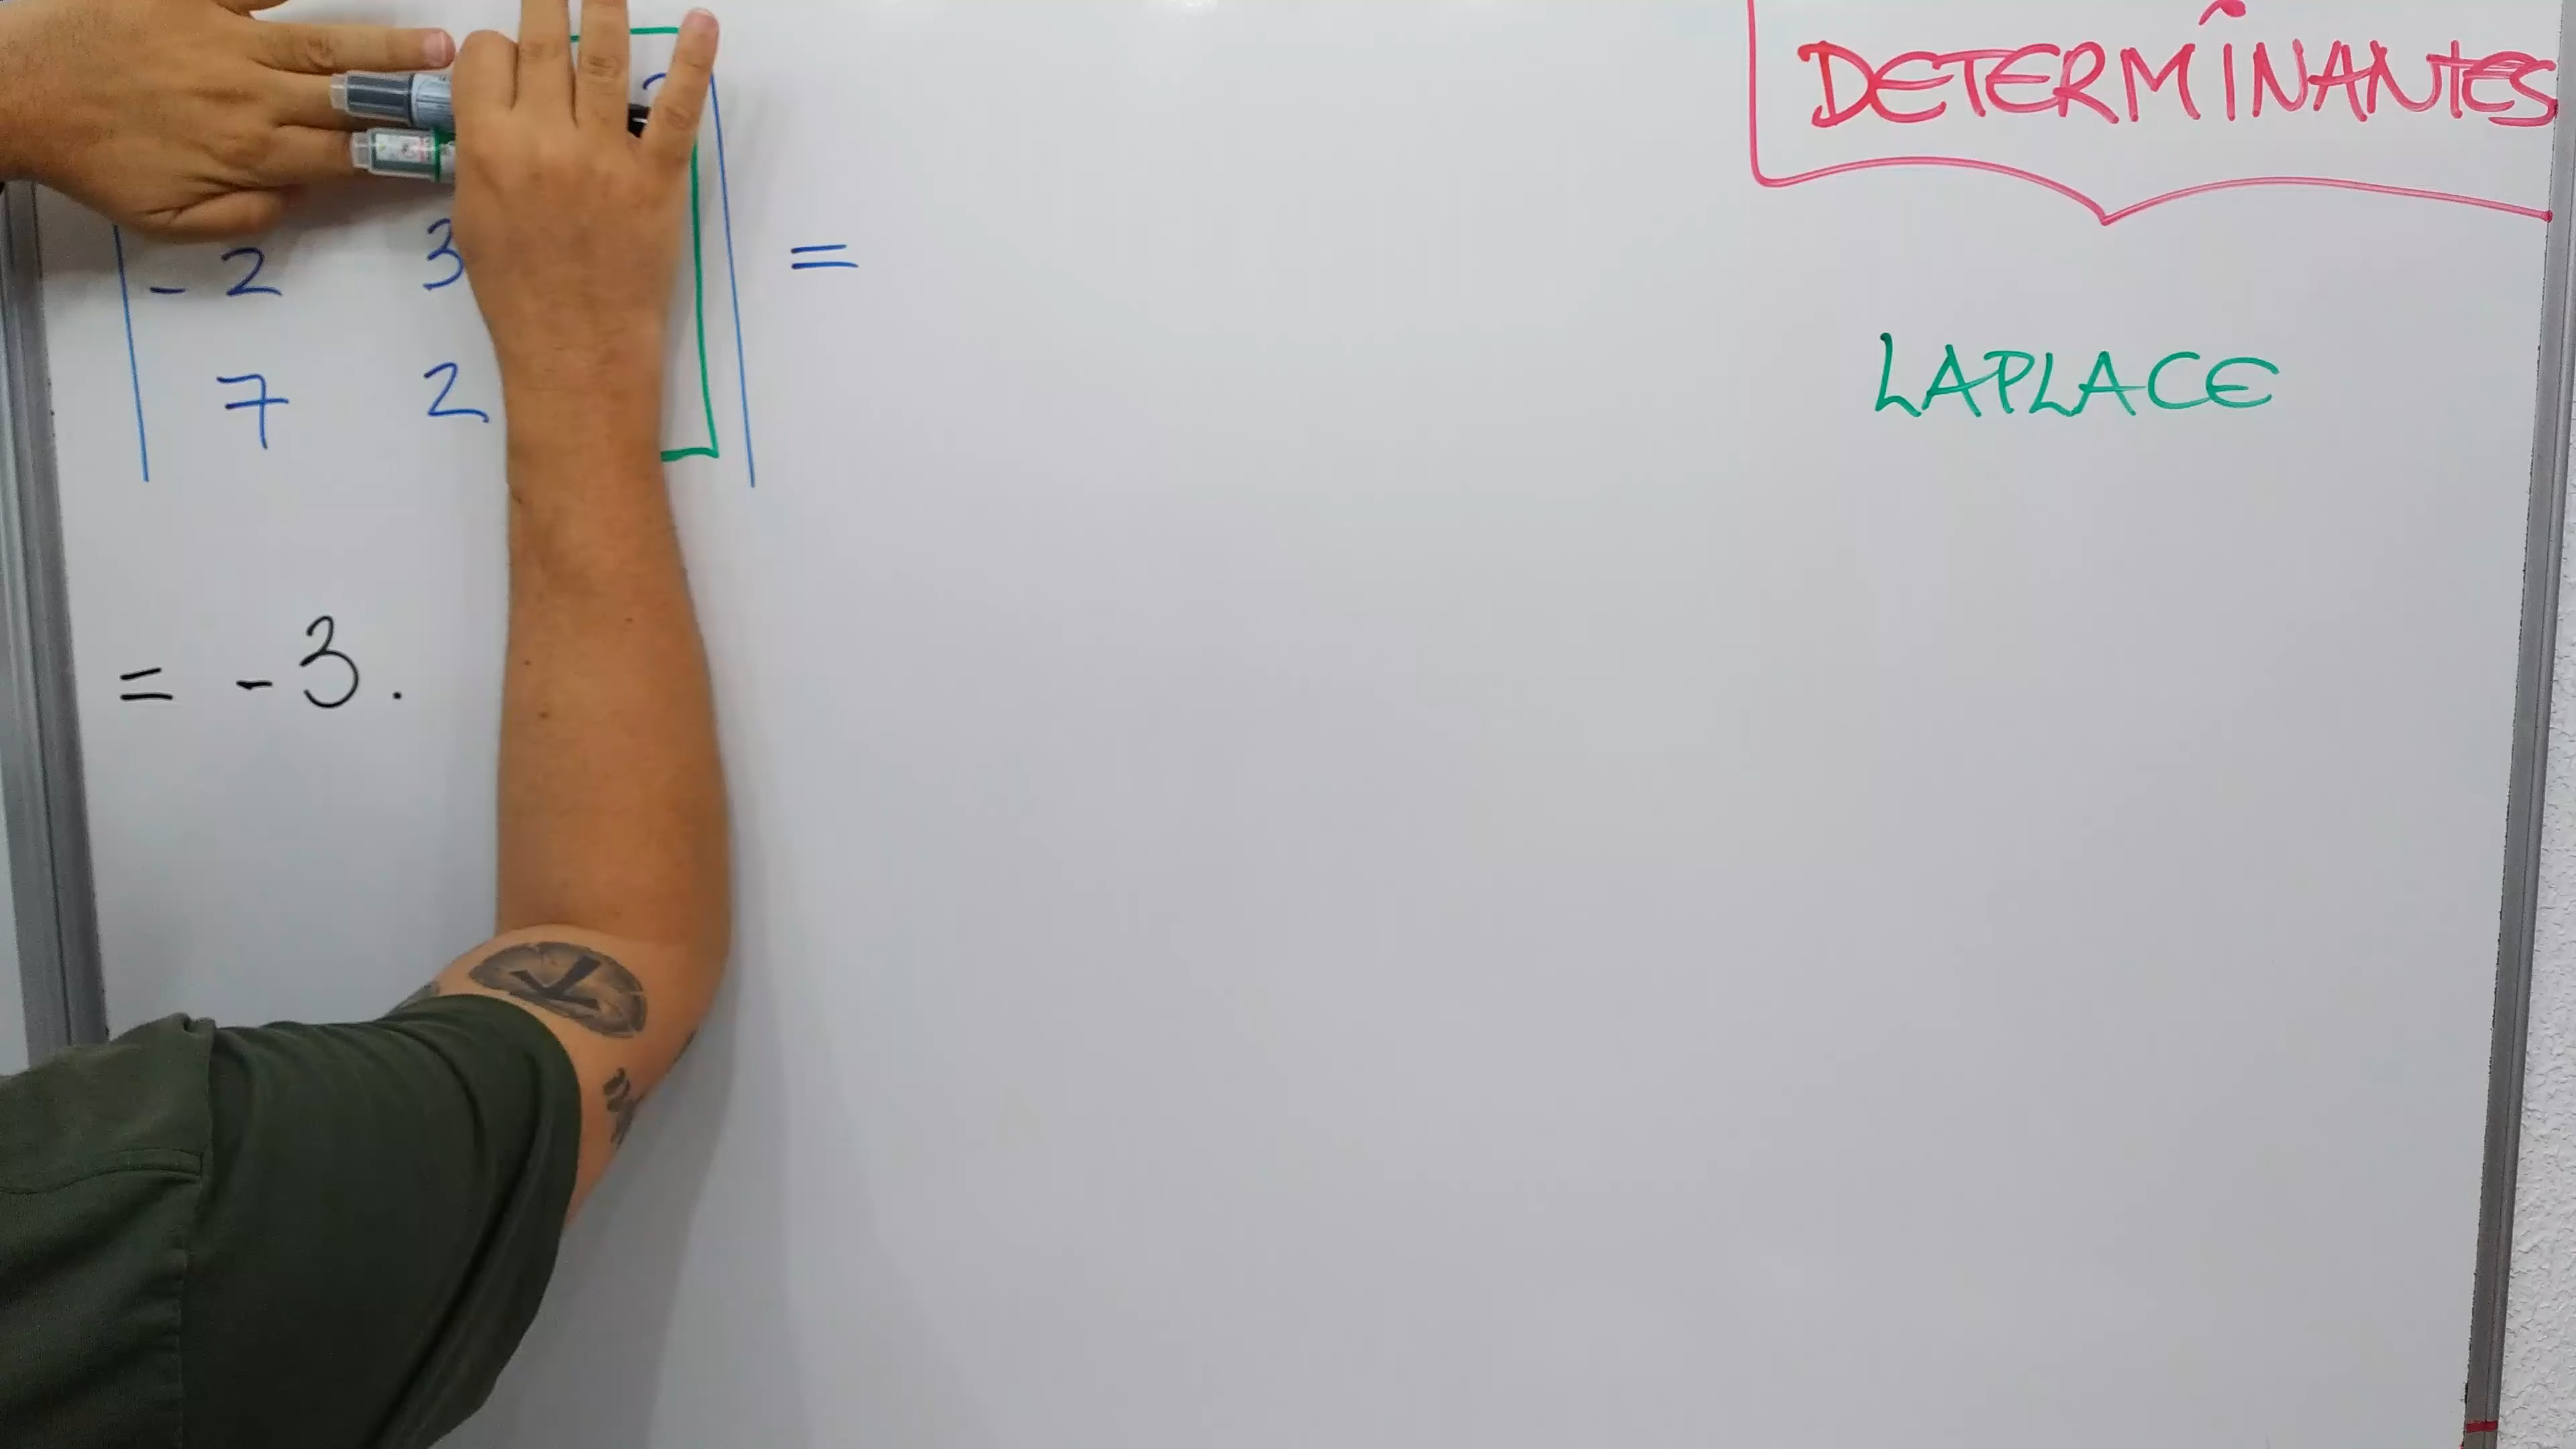 DETERMINANTES
- 2 3
=
7 2
LAPLACE
= - 3 .